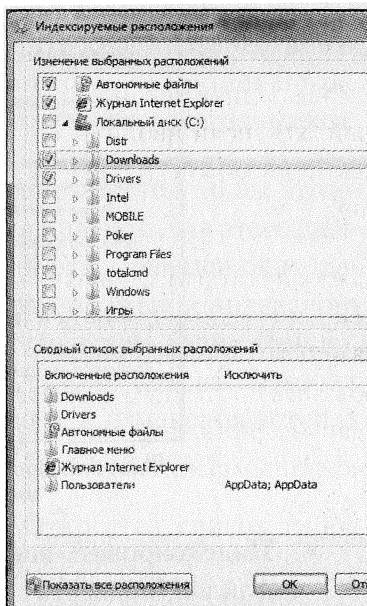 Индексируемые расположения
Изменение выбранных расположений
Автономные файлы
Журнал Internet Explorer
Локальный диск (C:)
Distr
Downloads
Drivers
Intel
MOBILE
Poker
Program Files
totalcmd
Windows
Игры
Сводный список выбранных расположений
Включенные расположения Исключить
Downloads
Drivers
Автономные файлы
Главное меню
Журнал Internet Explorer
Пользователи AppData; AppData
Показать все расположения OK От